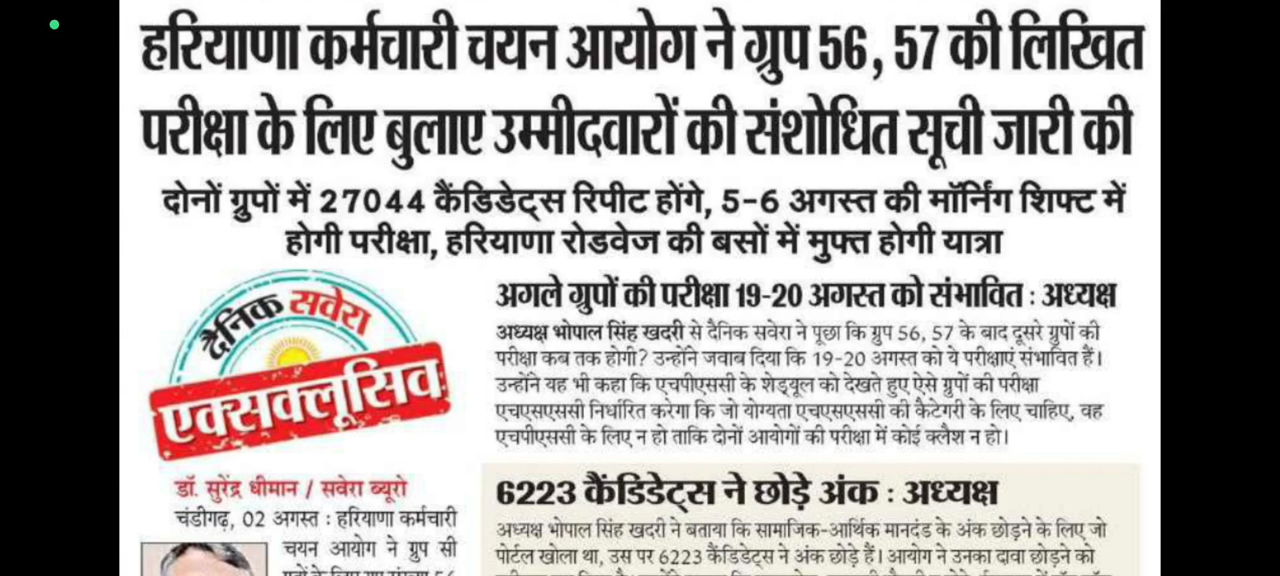 हरियाणा कर्मचारी चयन आयोग ने ग्रुप 56, 57 की लिखित
परीक्षा के लिए बुलाए उम्मीदवारों की संशोधित सूची जारी की
दोनों ग्रुपों में 27044 कैंडिडेट्स रिपीट होंगे, 5-6 अगस्त की मॉर्निंग शिफ्ट में
होगी परीक्षा, हरियाणा रोडवेज की बसों में मुफ्त होगी यात्रा
दैनिक सवेरा
एक्सक्लूसिव
डॉ. सुरेंद्र धीमान / सवेरा ब्यूरो
चंडीगढ़, 02 अगस्त : हरियाणा कर्मचारी
चयन आयोग ने ग्रुप सी
अगले ग्रुपों की परीक्षा 19-20 अगस्त को संभावित : अध्यक्ष
अध्यक्ष भोपाल सिंह खदरी से दैनिक सवेरा ने पूछा कि ग्रुप 56, 57 के बाद दूसरे ग्रुपों की
परीक्षा कब तक होगी? उन्होंने जवाब दिया कि 19-20 अगस्त को ये परीक्षाएं संभावित हैं।
उन्होंने यह भी कहा कि एचपीएससी के शेड्यूल को देखते हुए ऐसे ग्रुपों की परीक्षा
एचएसएससी निर्धारित करेगा कि जो योग्यता एचएसएससी की कैटेगरी के लिए चाहिए, वह
एचपीएससी के लिए न हो ताकि दोनों आयोगों की परीक्षा में कोई क्लैश न हो।
6223 कैंडिडेट्स ने छोड़े अंक : अध्यक्ष
अध्यक्ष भोपाल सिंह खदरी ने बताया कि सामाजिक-आर्थिक मानदंड के अंक छोड़ने के लिए जो
पोर्टल खोला था, उस पर 6223 कैंडिडेट्स ने अंक छोड़े हैं। आयोग ने उनका दावा छोड़ने को